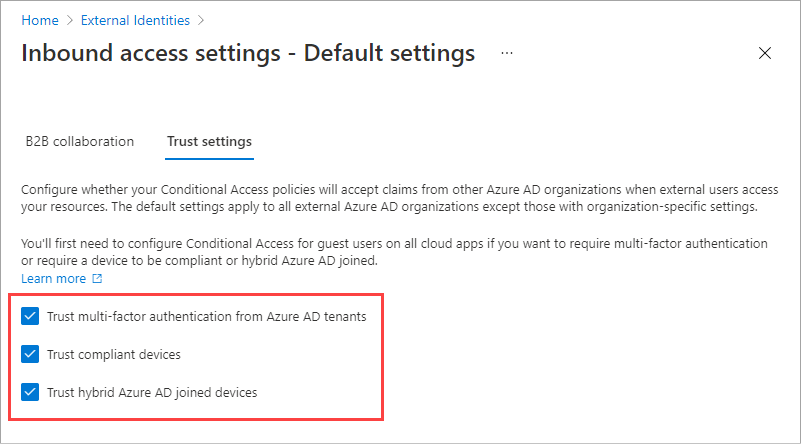 Home > External Identities >
Inbound access settings - Default settings ...
B2B collaboration Trust settings
Configure whether your Conditional Access policies will accept claims from other Azure AD organizations when external users access
your resources. The default settings apply to all external Azure AD organizations except those with organization-specific settings.
You'll first need to configure Conditional Access for guest users on all cloud apps if you want to require multi-factor authentication
or require a device to be compliant or hybrid Azure AD joined.
Learn more
Trust multi-factor authentication from Azure AD tenants
Trust compliant devices
Trust hybrid Azure AD joined devices